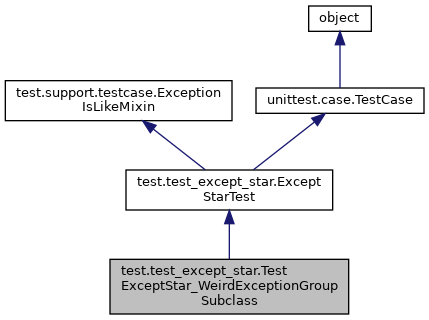 object
test.support.testcase.Exception
IsLikeMixin
unittest.case.TestCase
test.test_except_star.Except
StarTest
test.test_except_star.Test
ExceptStar_WeirdExceptionGroup
Subclass